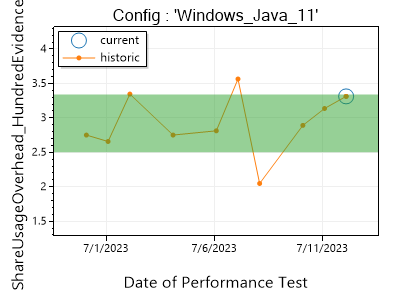 Config : 'Windows_Java_11'
current
historic
ShareUsageOverhead_HundredEvidence
4
3.5
3
2.5
2
1.5
7/1/2023
7/6/2023
7/11/2023
Date of Performance Test